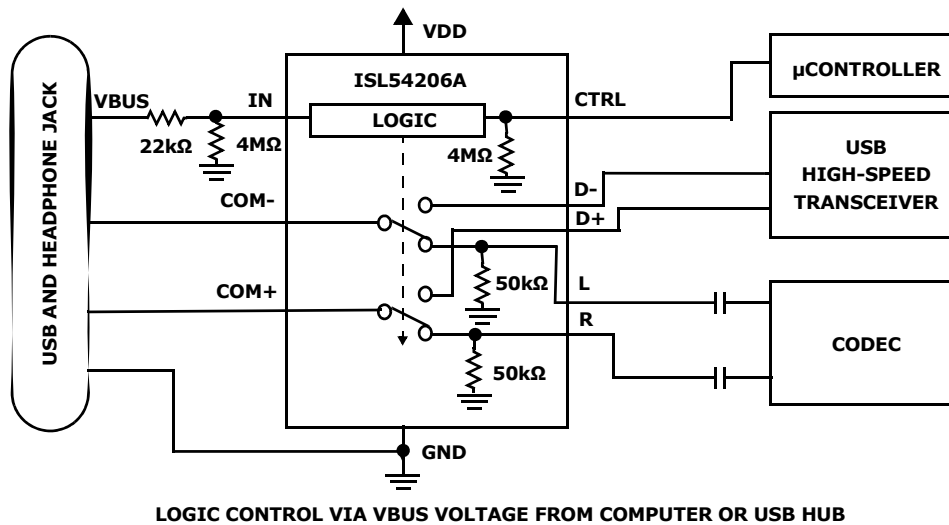 VDD
ISL54206A
USB AND HEADPHONE JACK
VBUS
22kΩ
IN
4MΩ
LOGIC
CTRL
4MΩ
µCONTROLLER
USB
HIGH-SPEED
TRANSCEIVER
D-
D+
COM-
COM+
50kΩ
L
R
50kΩ
CODEC
GND
LOGIC CONTROL VIA VBUS VOLTAGE FROM COMPUTER OR USB HUB